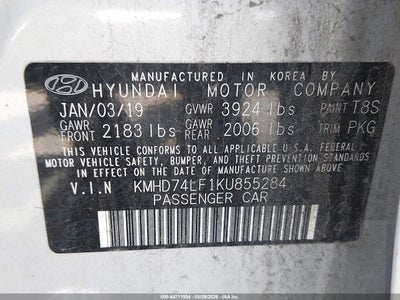 MANUFACTURED IN KOREA BY
HYUNDAI MOTOR COMPANY
JAN/03/19 GVWR 3924 lbs PAINT T8S
GAWR FRONT 2183 lbs GAWR REAR 2006 lbs TRIM PKG
THIS VEHICLE CONFORMS TO ALL APPLICABLE U.S.A. FEDERAL
MOTOR VEHICLE SAFETY, BUMPER, AND THEFT PREVENTION
STANDARDS IN EFFECT ON THE DATE OF MANUFACTURE SHOWN ABOVE.
V.I.N KMHD74LF1KU855284
PASSENGER CAR